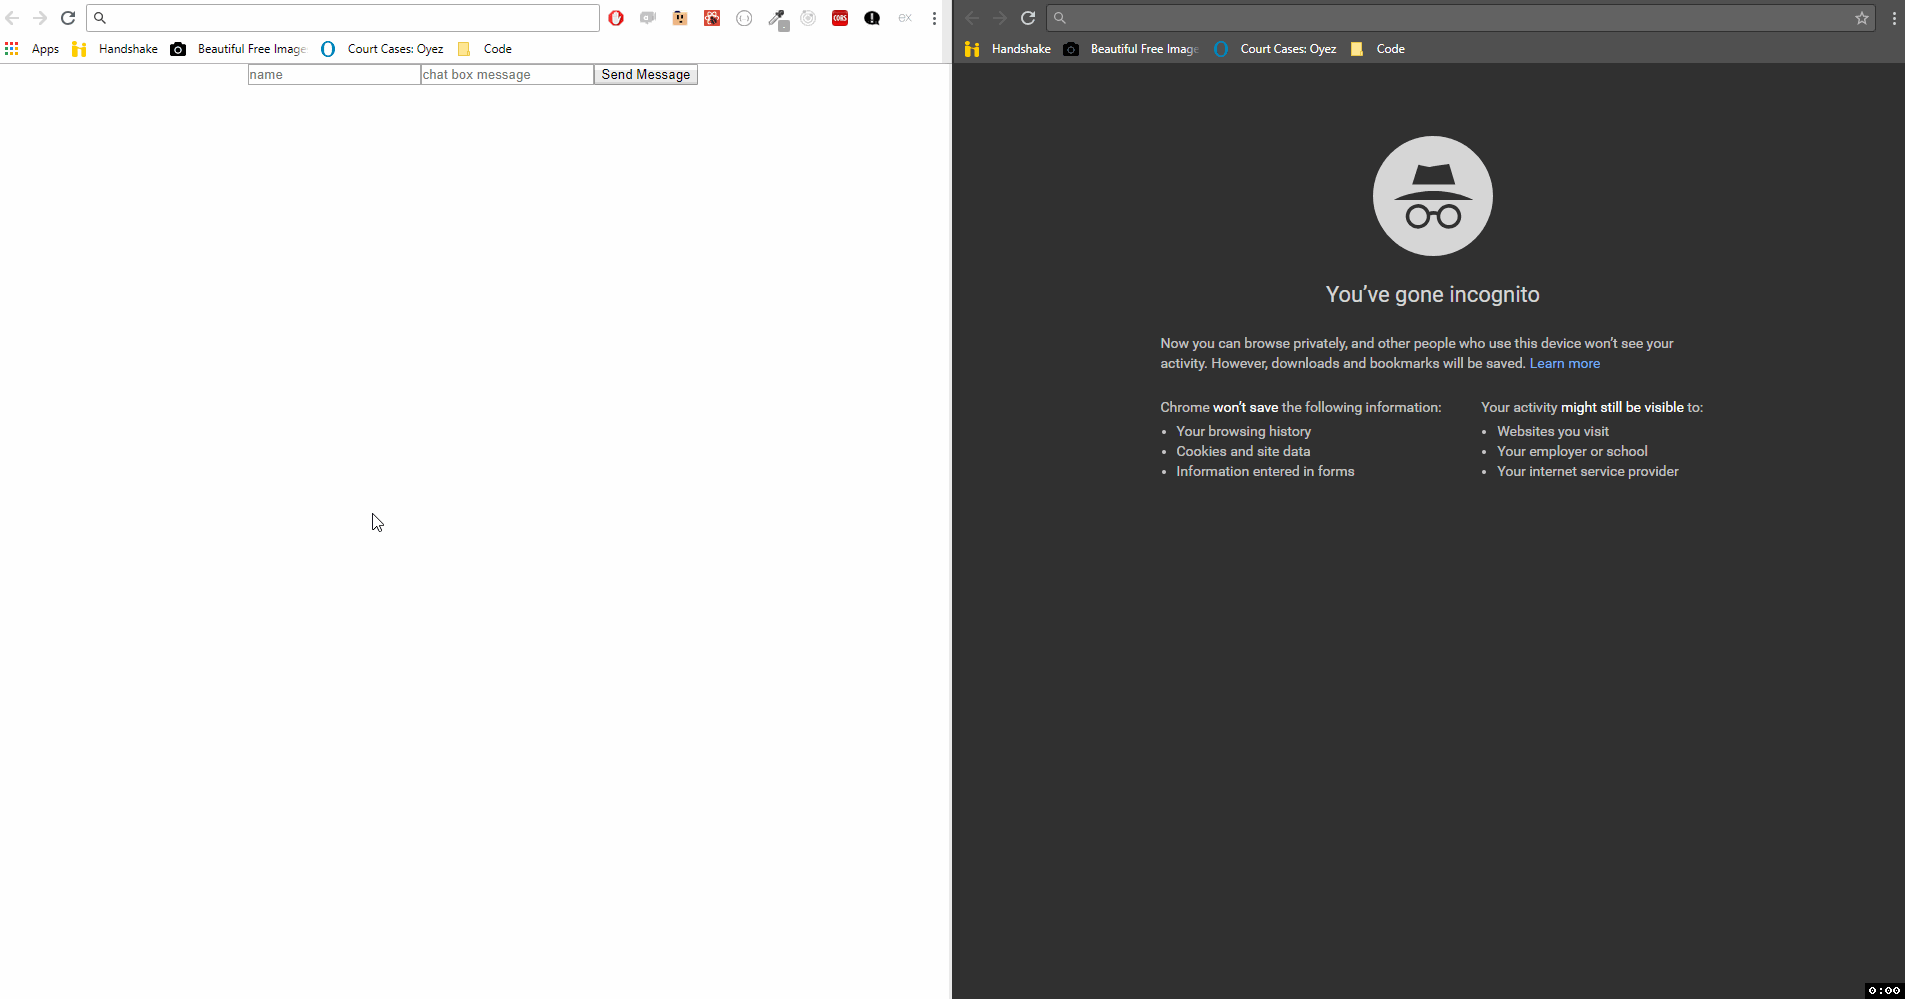 CORS
ex
Apps
Handshake
Beautiful Free Image
Court Cases: Oyez
Code
name
chat box message
Send Message
Handshake
Beautiful Free Image
Court Cases: Oyez
Code
You've gone incognito
Now you can browse privately, and other people who use this device won't see your
activity. However, downloads and bookmarks will be saved. Learn more
Chrome won't save the following information:
Your browsing history
Cookies and site data
Information entered in forms
Your activity might still be visible to:
Websites you visit
Your employer or school
Your internet service provider
0:00